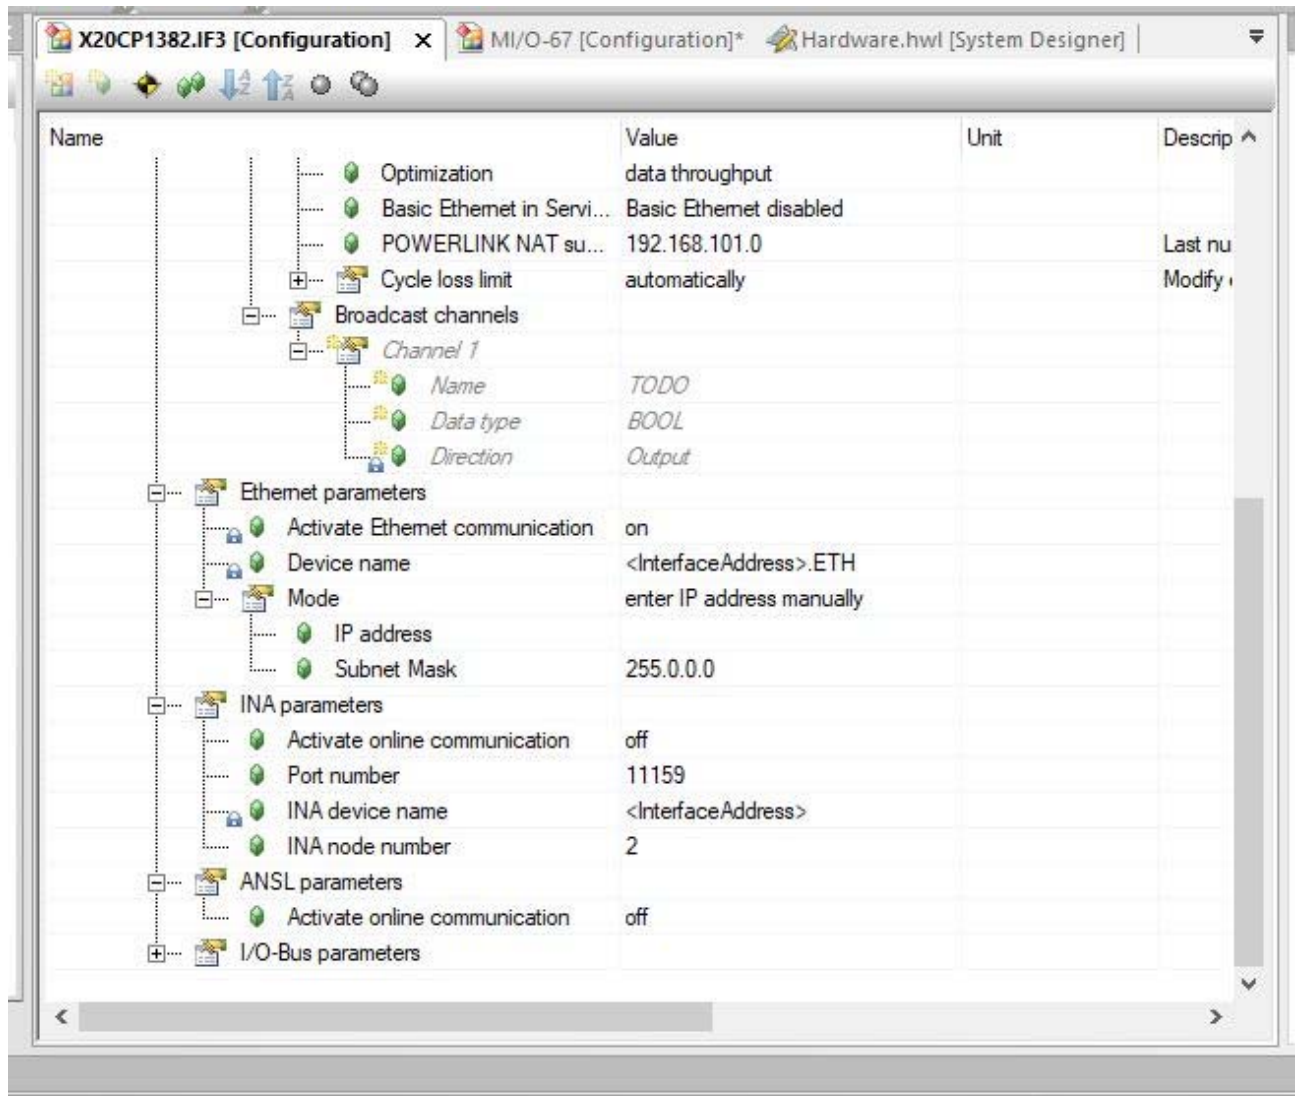 X20CP1382.IF3 [Configuration] MI/O-67 [Configuration]* Hardware.hwl [System Designer]
Name Value Unit Descrip
Optimization data throughput
Basic Ethernet in Servi... Basic Ethernet disabled
POWERLINK NAT su... 192.168.101.0 Last nu
Cycle loss limit automatically Modify
Broadcast channels
Channel 1
Name TODO
Data type BOOL
Direction Output
Ethernet parameters
Activate Ethernet communication on
Device name <InterfaceAddress>.ETH
Mode enter IP address manually
IP address
Subnet Mask 255.0.0.0
INA parameters
Activate online communication off
Port number 11159
INA device name <InterfaceAddress>
INA node number 2
ANSL parameters
Activate online communication off
I/O-Bus parameters